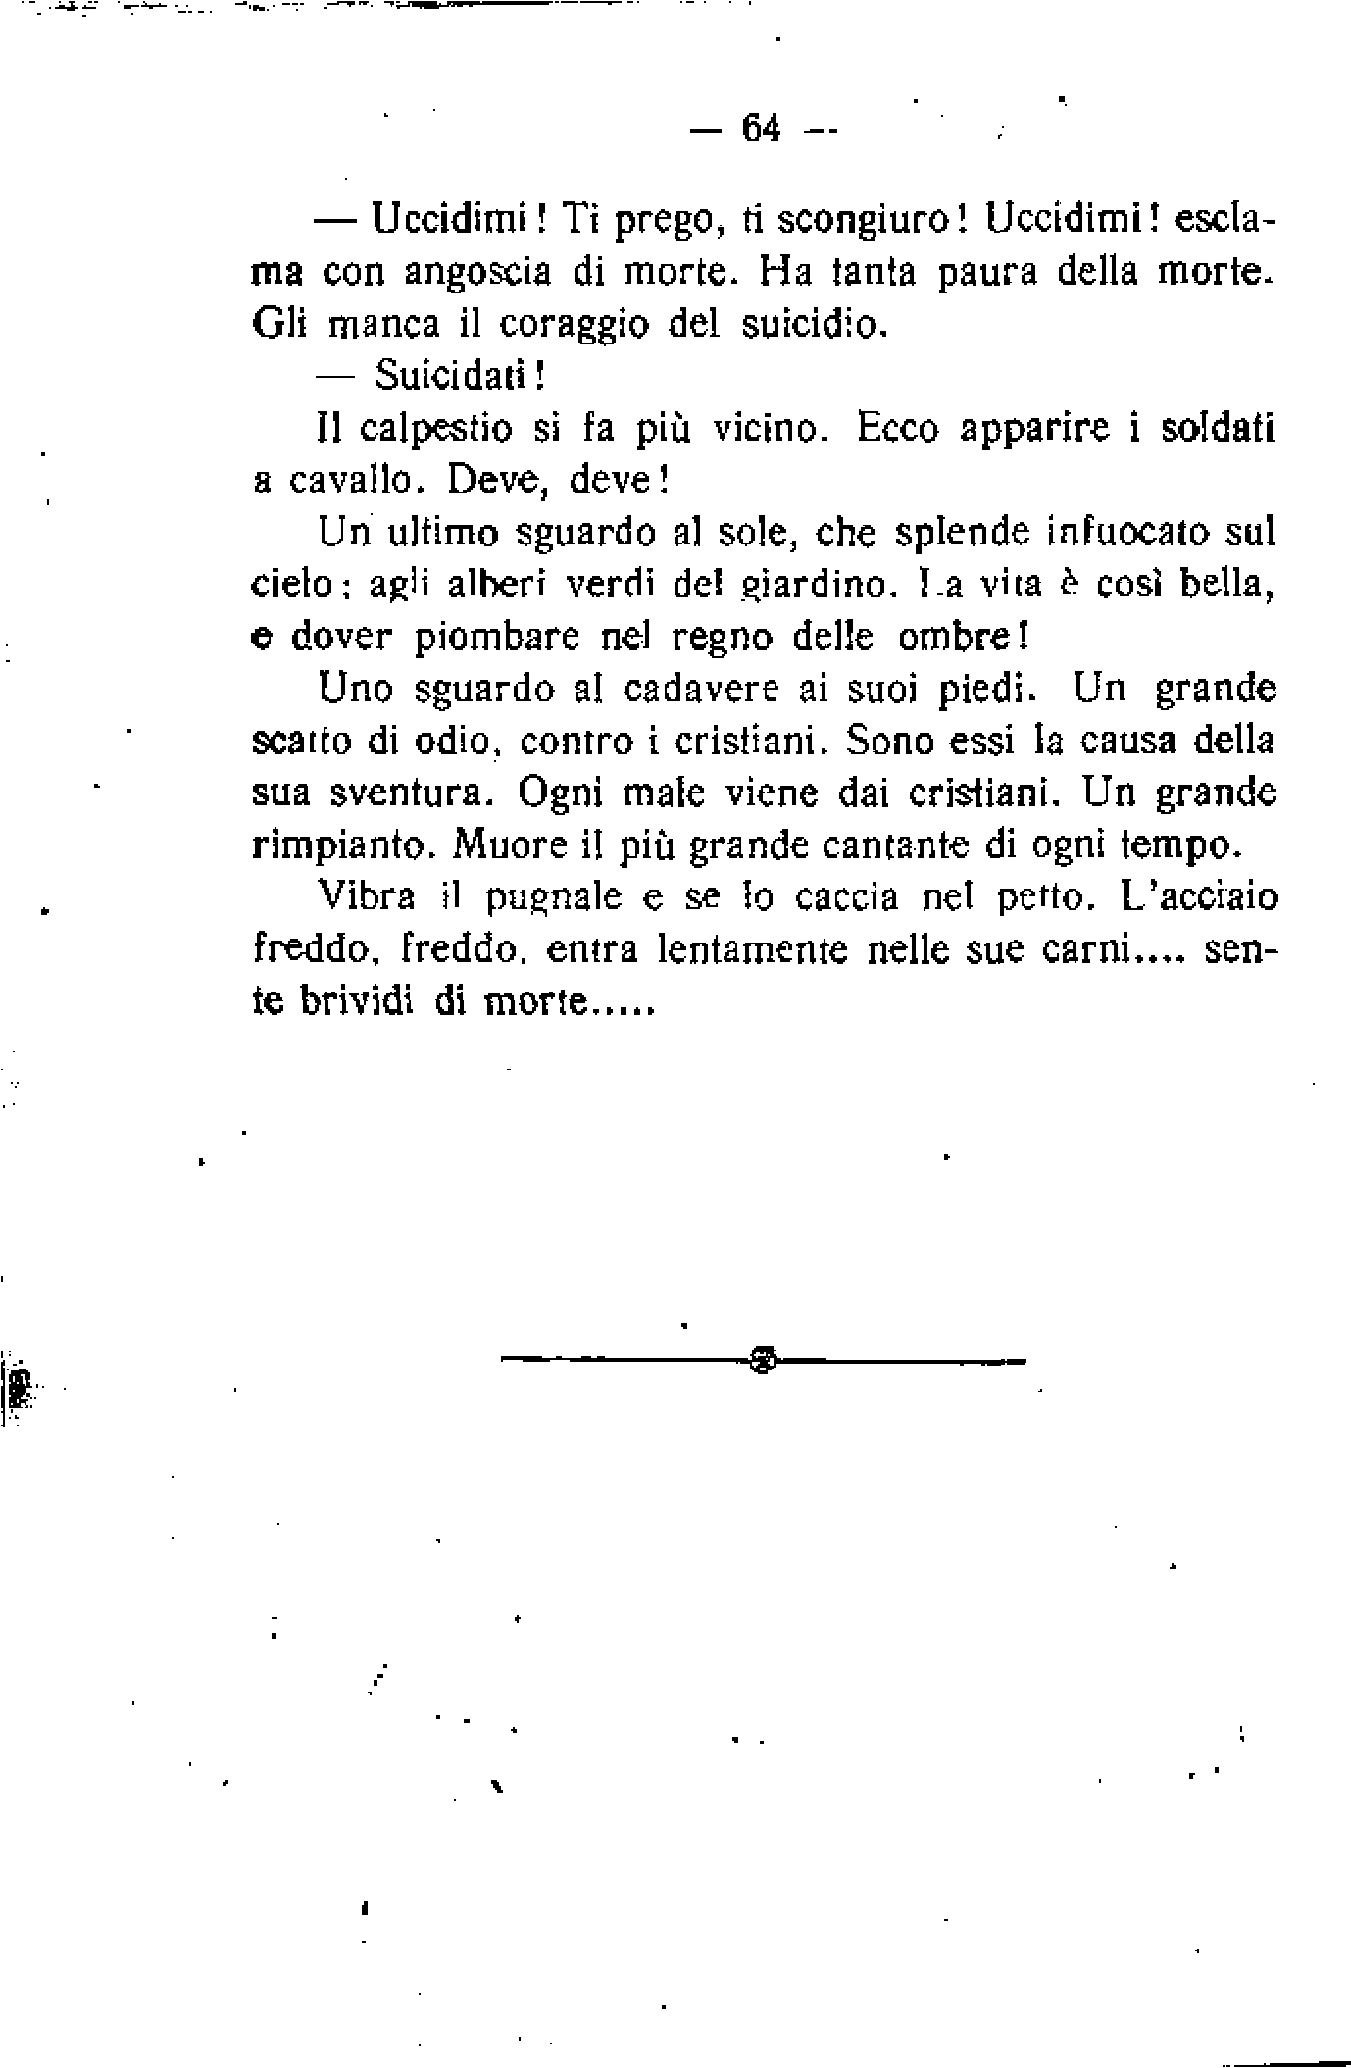 — 64 —
— Uccidimi! Ti prego, ti scongiuro! Uccidimi! escla-
ma con angoscia di morte. Ha tanta paura della morte.
Gli manca il coraggio del suicidio.
— Suicidati!
Il calpestio si fa più vicino. Ecco apparire i soldati
a cavallo. Deve, deve!
Un ultimo sguardo al sole, che splende infuocato sul
cielo; agli alberi verdi del giardino. La vita è così bella,
e dover piombare nel regno delle ombre!
Uno sguardo al cadavere ai suoi piedi. Un grande
scatto di odio, contro i cristiani. Sono essi la causa della
sua sventura. Ogni male viene dai cristiani. Un grande
rimpianto. Muore il più grande cantante di ogni tempo.
Vibra il pugnale e se lo caccia nel petto. L'acciaio
freddo, freddo, entra lentamente nelle sue carni.... sen-
te brividi di morte.....